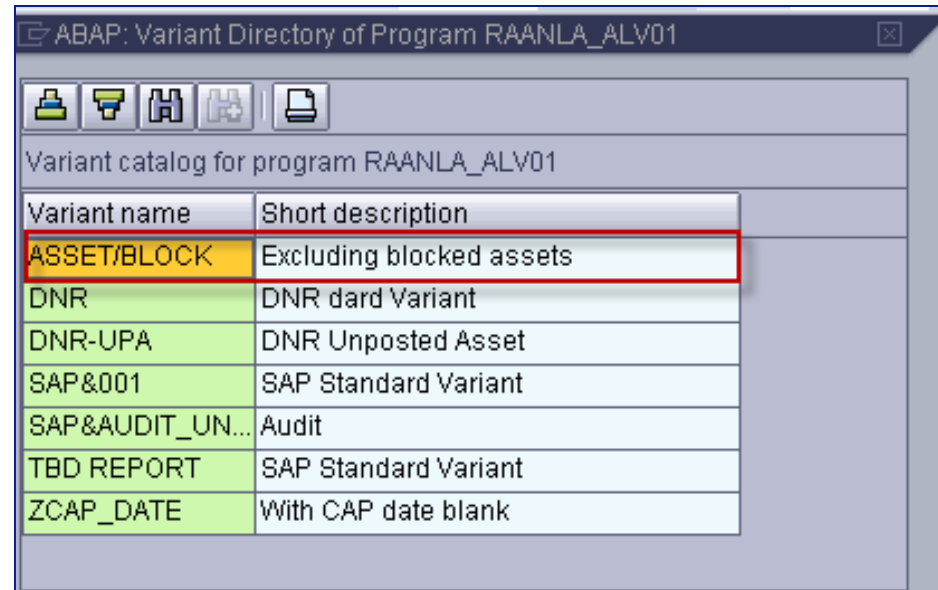 ABAP: Variant Directory of Program RAANLA_ALV01
Variant catalog for program RAANLA_ALV01
Variant name Short description
ASSET/BLOCK Excluding blocked assets
DNR DNR dard Variant
DNR-UPA DNR Unposted Asset
SAP&001 SAP Standard Variant
SAP&AUDIT_UN... Audit
TBD REPORT SAP Standard Variant
ZCAP_DATE With CAP date blank